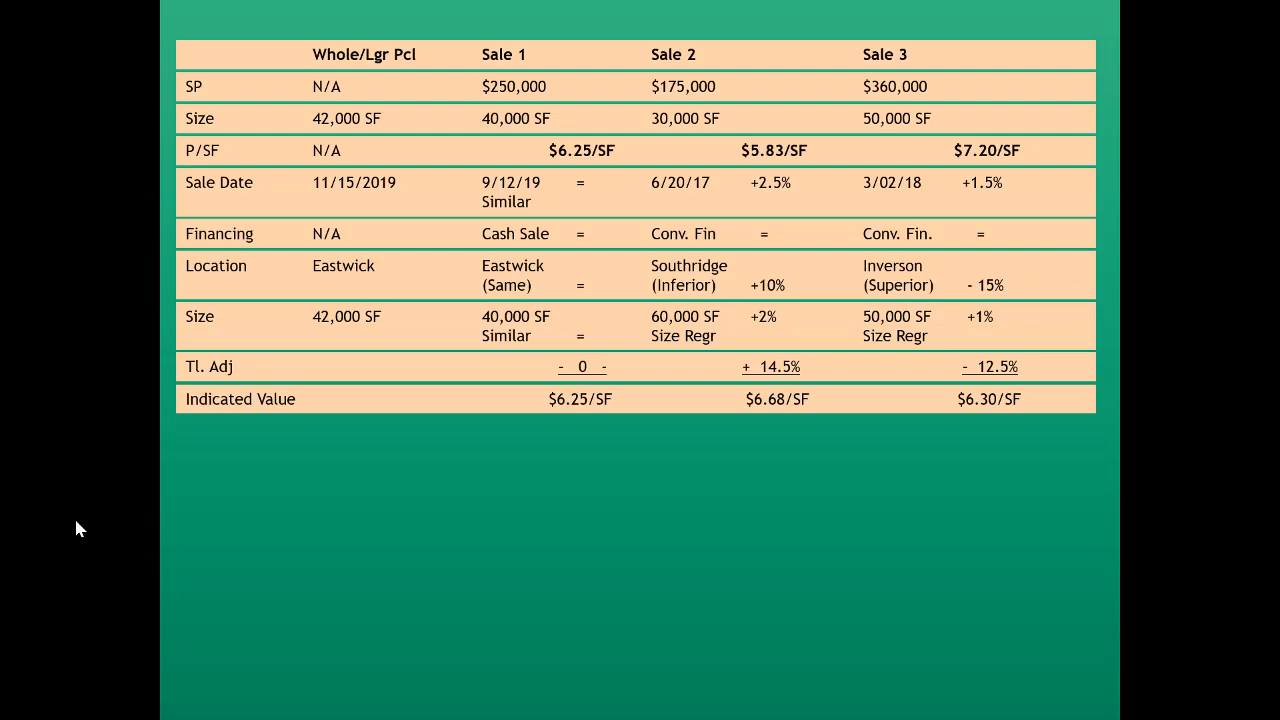 Whole/Lgr Pcl Sale 1 Sale 2 Sale 3
SP N/A $250,000 $175,000 $360,000
Size 42,000 SF 40,000 SF 30,000 SF 50,000 SF
P/SF N/A $6.25/SF $5.83/SF $7.20/SF
Sale Date 11/15/2019 9/12/19 = 6/20/17 +2.5% 3/02/18 +1.5%
Similar
Financing N/A Cash Sale = Conv. Fin = Conv. Fin. =
Location Eastwick Eastwick Southridge Inverson
(Same) = (Inferior) +10% (Superior) - 15%
Size 42,000 SF 40,000 SF 60,000 SF +2% 50,000 SF +1%
Similar = Size Regr Size Regr
Tl. Adj - 0 - + 14.5% - 12.5%
Indicated Value $6.25/SF $6.68/SF $6.30/SF